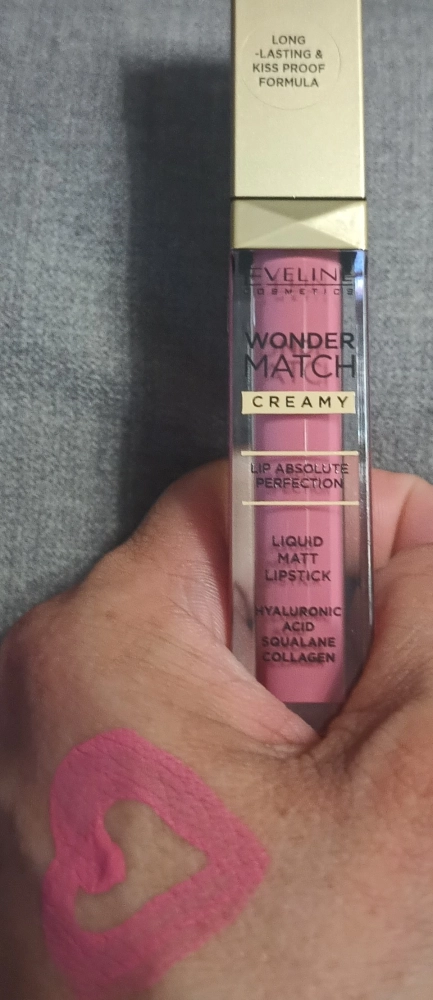 LONG
-LASTING &
KISS PROOF
FORMULA
EVELINE
COSMETICS
WONDER
MATCH
CREAMY
LIP ABSOLUTE
PERFECTION
LIQUID
MATT
LIPSTICK
HYALURONIC
ACID
SQUALANE
COLLAGEN